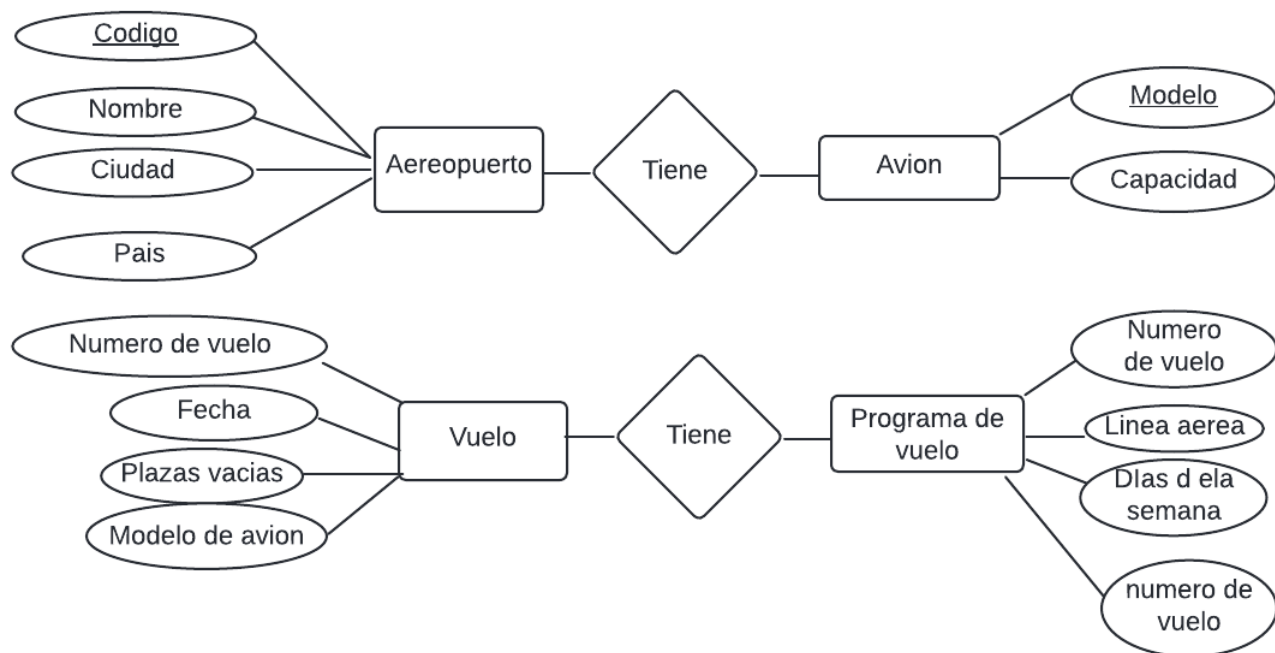 Codigo
Nombre
Ciudad
Pais
Aereopuerto
Tiene
Avion
Modelo
Capacidad
Numero de vuelo
Fecha
Plazas vacias
Modelo de avion
Vuelo
Tiene
Programa de
vuelo
Numero
de vuelo
Linea aerea
DIas d ela
semana
numero de
vuelo